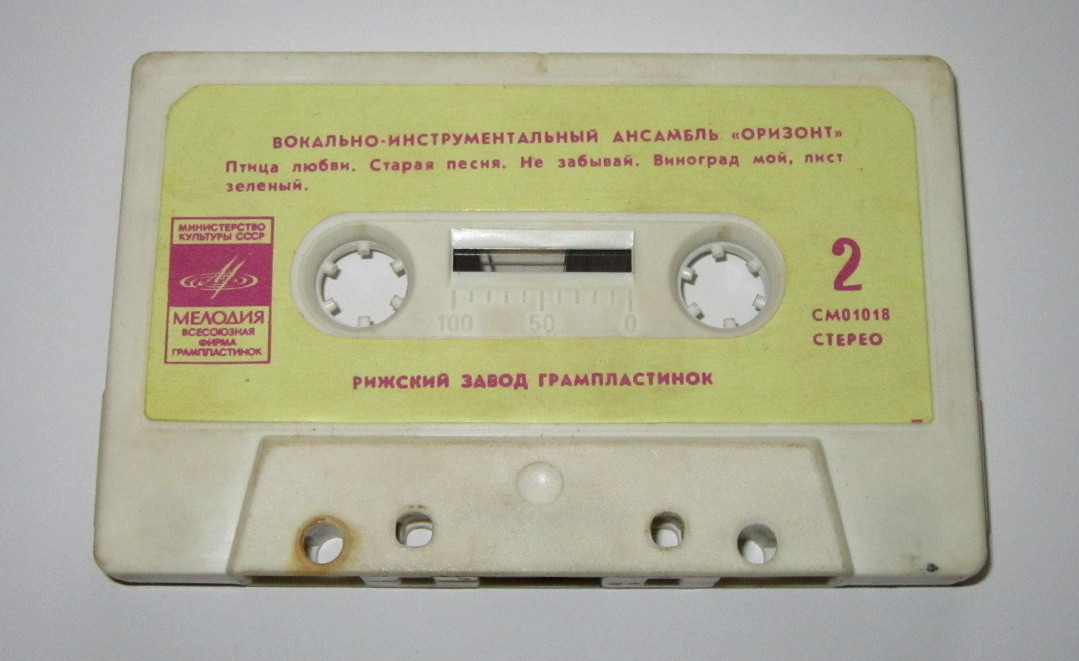 ВОКАЛЬНО-ИНСТРУМЕНТАЛЬНЫЙ АНСАМБЛЬ «ОРИЗОНТ»
Птица любви. Старая песня. Не забывай. Виноград мой, лист
зеленый.
МИНИСТЕРСТВО
КУЛЬТУРЫ СССР
МЕЛОДИЯ
ВСЕСОЮЗНАЯ
ФИРМА
ГРАМПЛАСТИНОК
100 50 0
2
СМ01018
СТЕРЕО
РИЖСКИЙ ЗАВОД ГРАМПЛАСТИНОК